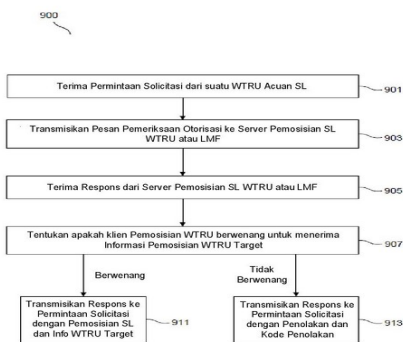 900
Terima Permintaan Solicitasi dari suatu WTRU Acuan SL
901
Transmisikan Pesan Pemeriksaan Otorisasi ke Server Pemosisian SL
WTRU atau LMF
903
Terima Respons dari Server Pemosisian SL WTRU atau LMF
905
Tentukan apakah klien Pemosisian WTRU berwenang untuk menerima
Informasi Pemosisian WTRU Target
907
Berwenang
Tidak
Berwenang
Transmisikan Respons ke
Permintaan Solicitasi
dengan Pemosisian SL
dan Info WTRU Target
911
Transmisikan Respons ke
Permintaan Solicitasi
dengan Penolakan dan
Kode Penolakan
913